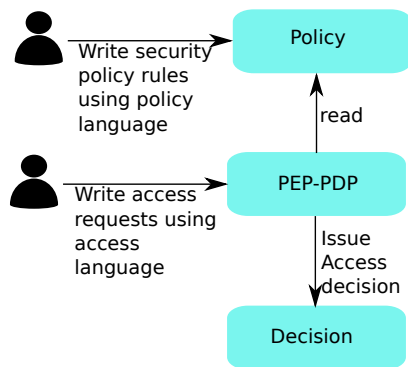 Policy
Write security
policy rules
using policy
language
read
PEP-PDP
Write access
requests using
access
language
Issue
Access
decision
Decision